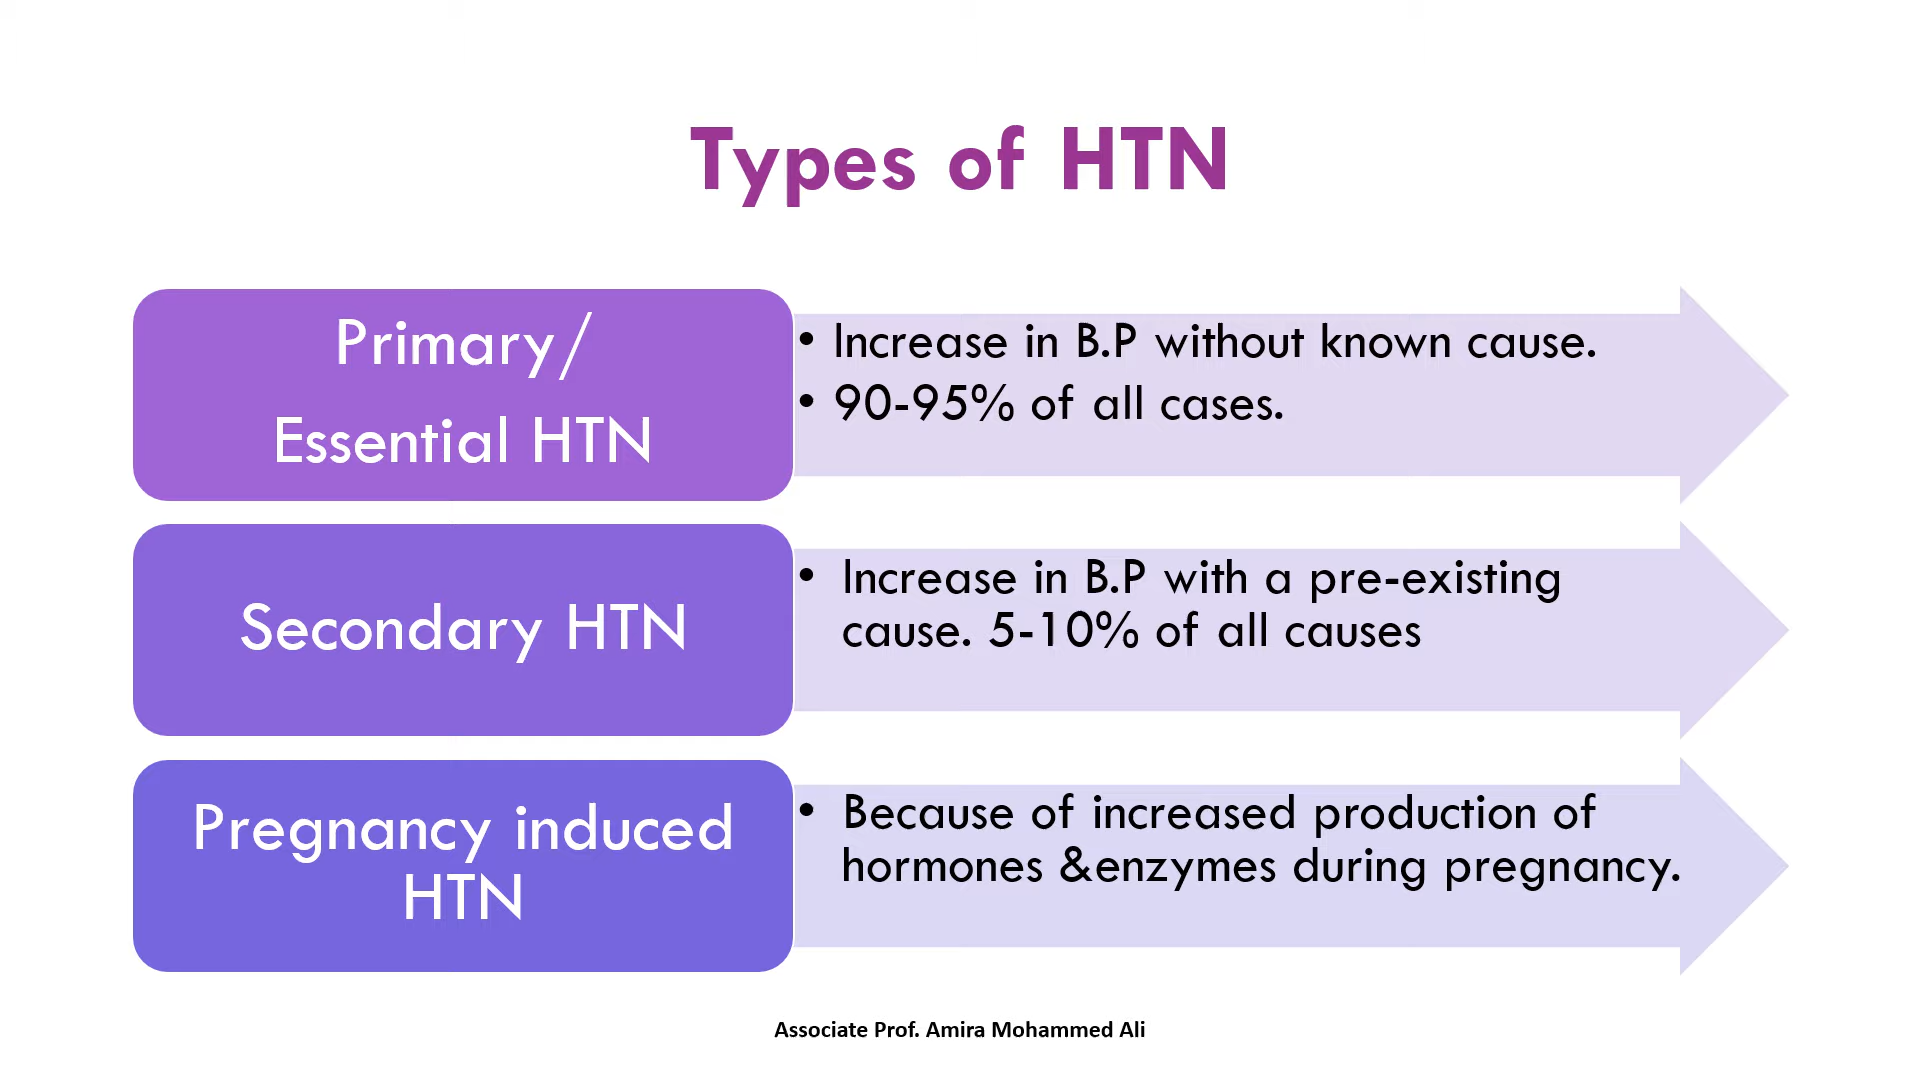 Types of HTN
Primary/
Essential HTN
• Increase in B.P without known cause.
• 90-95% of all cases.
Secondary HTN
• Increase in B.P with a pre-existing
cause. 5-10% of all causes
Pregnancy induced
HTN
• Because of increased production of
hormones &enzymes during pregnancy.
Associate Prof. Amira Mohammed Ali